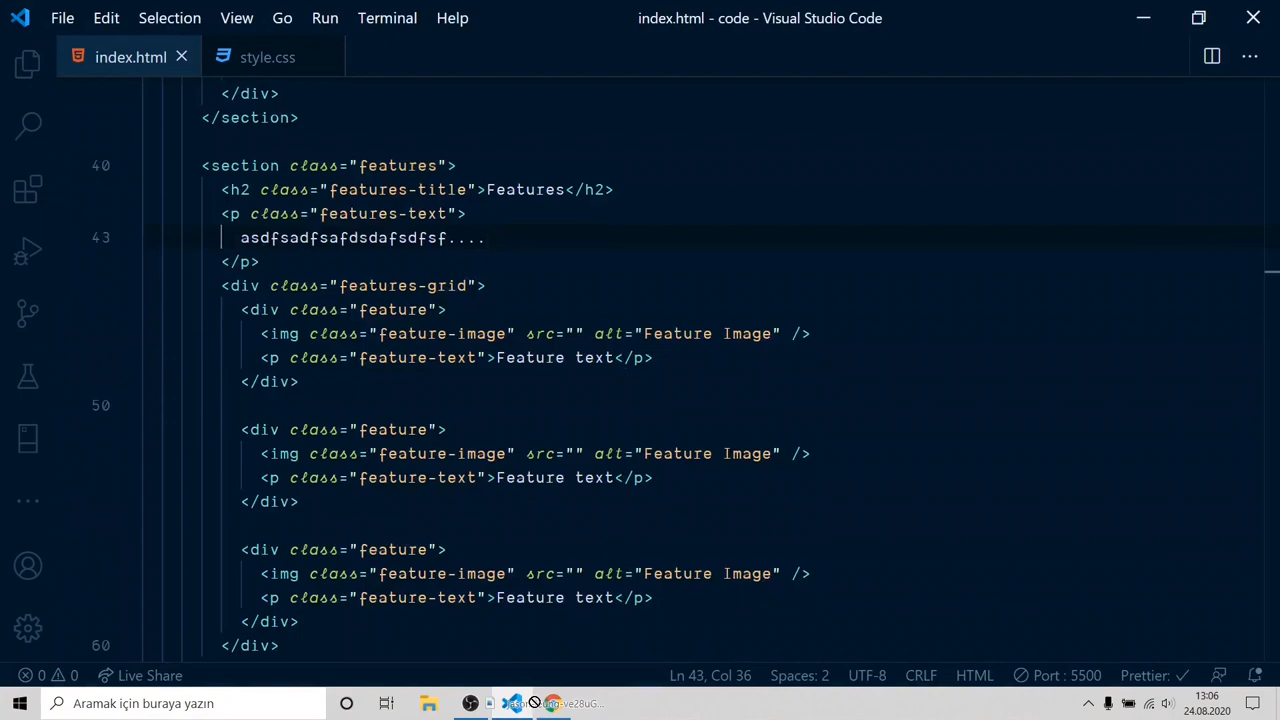 File Edit Selection View Go Run Terminal Help index.html - code - Visual Studio Code
index.html style.css
</div>
</section>
40 <section class="features">
<h2 class="features-title">Features</h2>
<p class="features-text">
43 asdfsadfsafdsdafsdfsf....
</p>
<div class="features-grid">
<div class="feature">
<img class="feature-image" src="" alt="Feature Image" />
<p class="feature-text">Feature text</p>
</div>
50
<div class="feature">
<img class="feature-image" src="" alt="Feature Image" />
<p class="feature-text">Feature text</p>
</div>
<div class="feature">
<img class="feature-image" src="" alt="Feature Image" />
<p class="feature-text">Feature text</p>
</div>
60 </div>
0 0 Live Share Ln 43, Col 36 Spaces: 2 UTF-8 CRLF HTML Port : 5500 Prettier:
Aramak için buraya yazın 13:06
24.08.2020